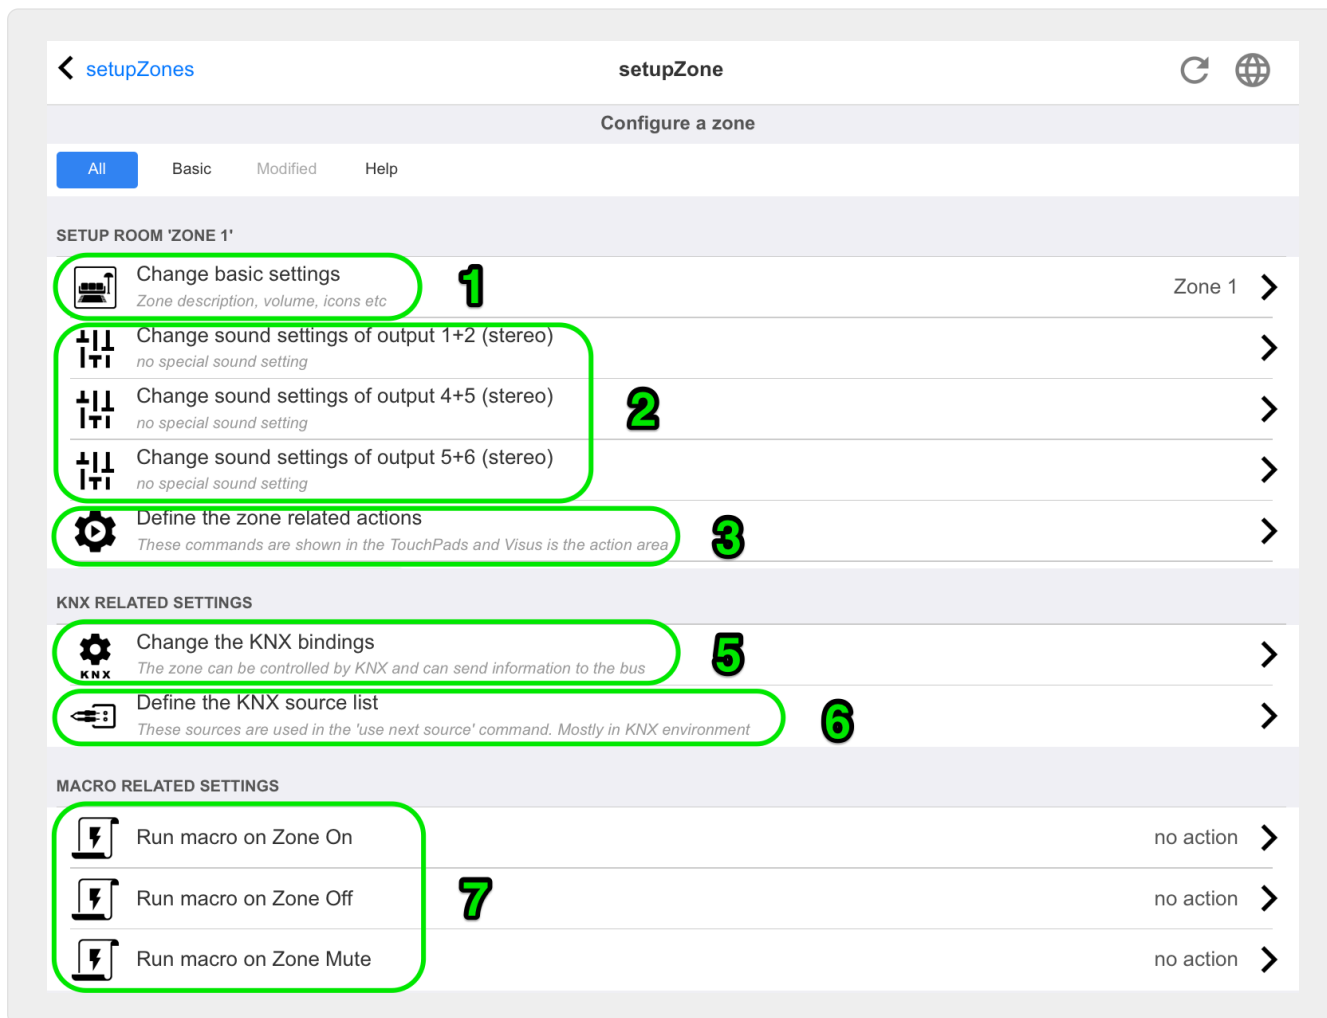 setupZones
setupZone
Configure a zone
All Basic Modified Help
SETUP ROOM 'ZONE 1'
Change basic settings
Zone description, volume, icons etc
1
Zone 1
Change sound settings of output 1+2 (stereo)
no special sound setting
Change sound settings of output 4+5 (stereo)
no special sound setting
2
Change sound settings of output 5+6 (stereo)
no special sound setting
Define the zone related actions
These commands are shown in the TouchPads and Visus is the action area
3
KNX RELATED SETTINGS
KNX
Change the KNX bindings
The zone can be controlled by KNX and can send information to the bus
5
Define the KNX source list
These sources are used in the 'use next source' command. Mostly in KNX environment
6
MACRO RELATED SETTINGS
Run macro on Zone On
no action
Run macro on Zone Off
7
no action
Run macro on Zone Mute
no action